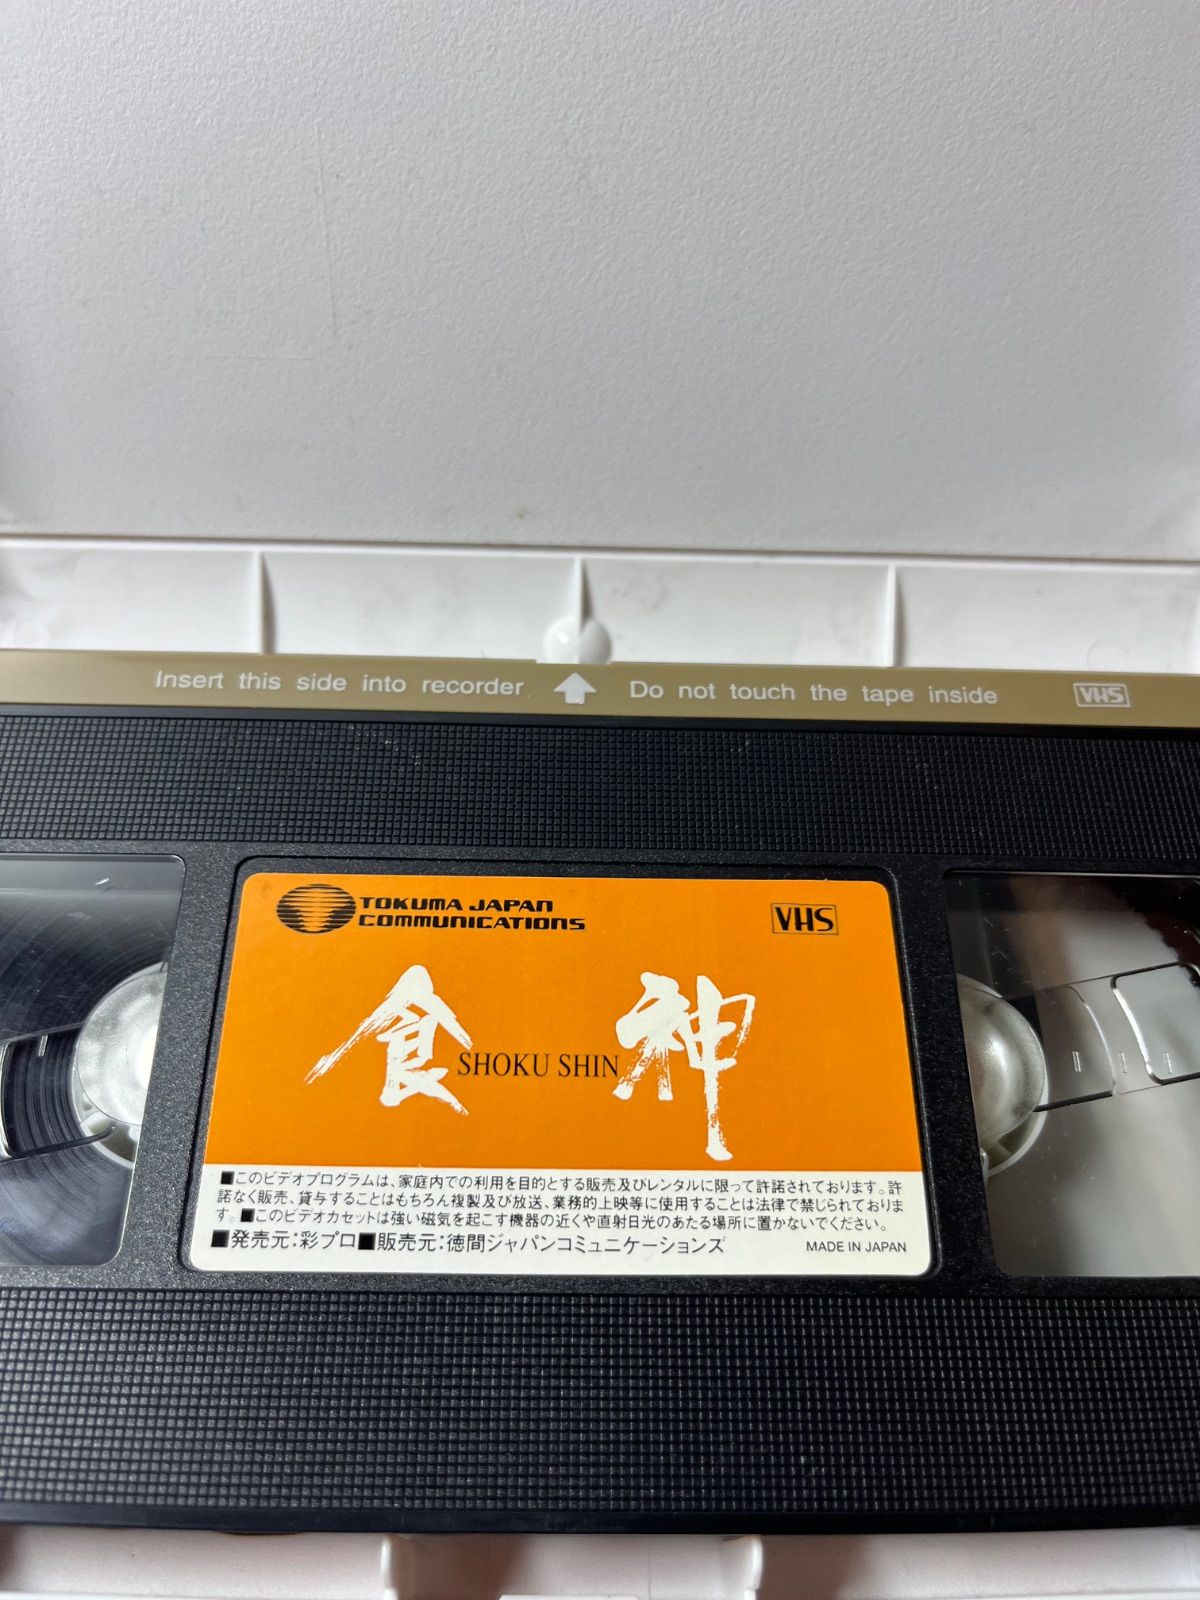 Insert this side into recorder Do not touch the tape inside VHS
TOKUMA JAPAN
COMMUNICATIONS
VHS
食神
SHOKU SHIN
■このビデオプログラムは、家庭内での利用を目的とする販売及びレンタルに限って許諾されております。許
諾なく販売、貸与することはもちろん複製及び放送、業務的上映等に使用することは法律で禁じられておりま
す。■このビデオカセットは強い磁気を起こす機器の近くや直射日光のあたる場所に置かないでください。
■発売元:彩プロ■販売元:徳間ジャパンコミュニケーションズ
MADE IN JAPAN